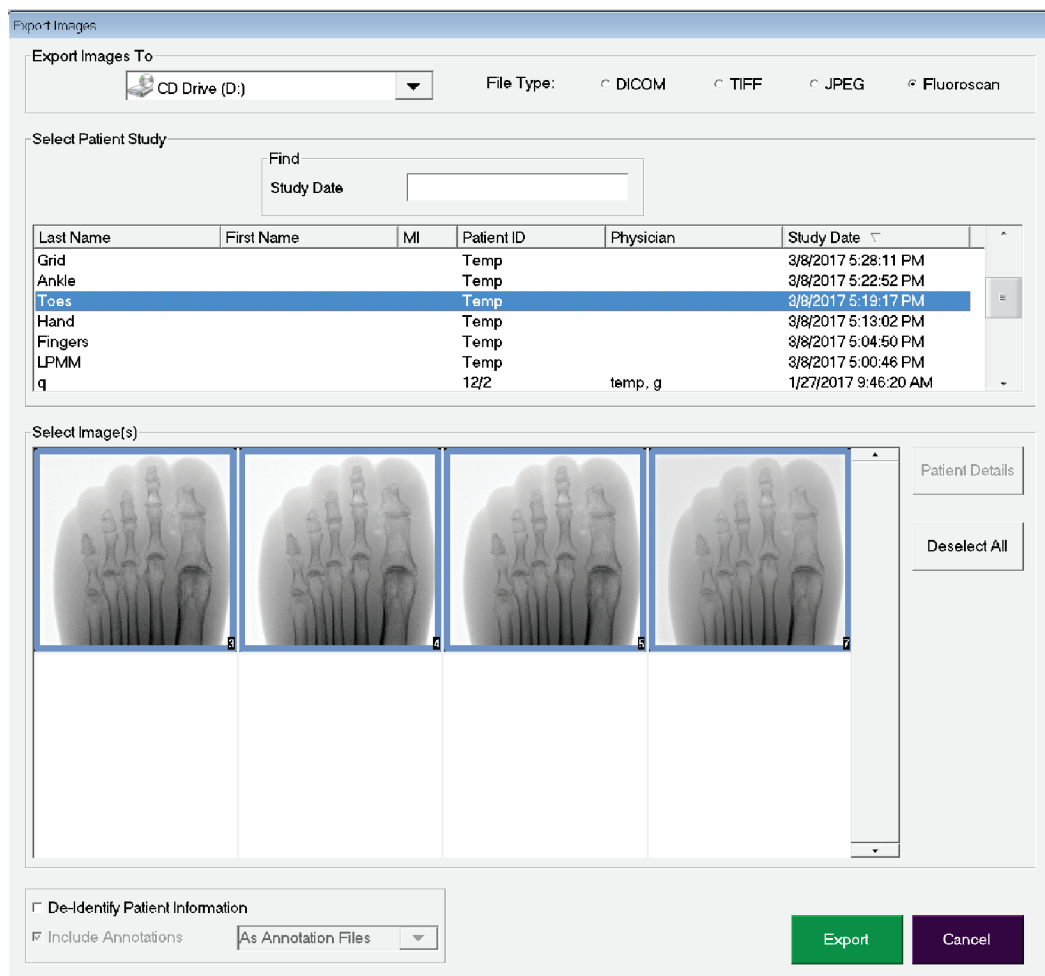 Export Images
Export Images To
CD Drive (D:) File Type: DICOM TIFF JPEG Fluoroscan
Select Patient Study
Find
Study Date
Last Name First Name MI Patient ID Physician Study Date
Grid Temp 3/8/2017 5:28:11 PM
Ankle Temp 3/8/2017 5:22:52 PM
Toes Temp 3/8/2017 5:19:17 PM
Hand Temp 3/8/2017 5:13:02 PM
Fingers Temp 3/8/2017 5:04:50 PM
LPMM Temp 3/8/2017 5:00:46 PM
q 12/2 temp, g 1/27/2017 9:46:20 AM
Select Image(s)
Patient Details
Deselect All
3 4 5 7
De-Identify Patient Information
Include Annotations As Annotation Files
Export Cancel